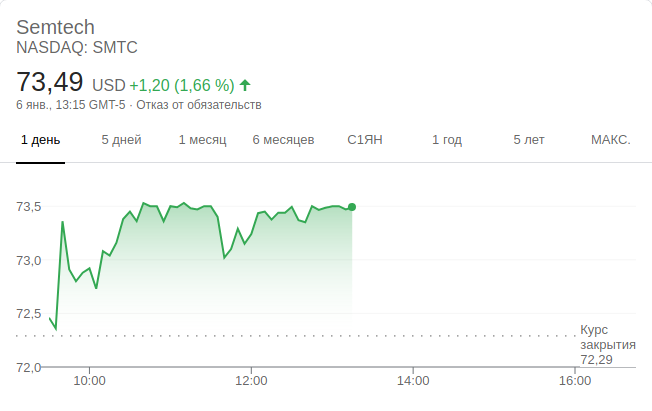 Semtech
NASDAQ: SMTC
73,49 USD +1,20 (1,66 %)
6 янв., 13:15 GMT-5 · Отказ от обязательств
1 день 5 дней 1 месяц 6 месяцев С1ЯН 1 год 5 лет МАКС.
73,5
73,0
72,5
Курс
закрытия
72,29
72,0
10:00 12:00 14:00 16:00